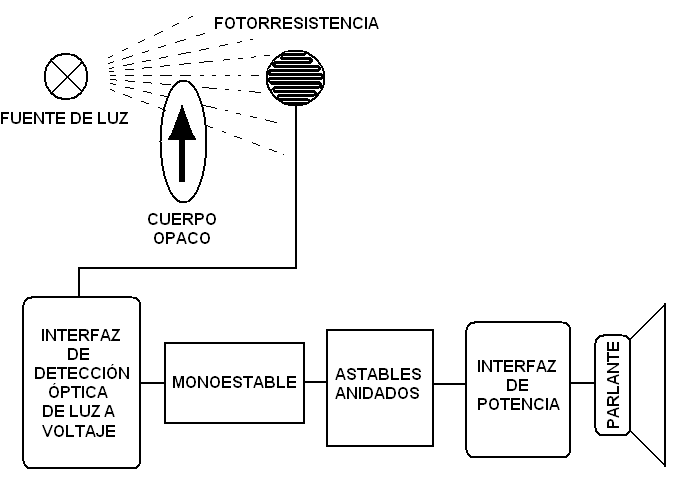 FOTORRESISTENCIA
FUENTE DE LUZ
CUERPO
OPACO
INTERFAZ
DE
DETECCIÓN
ÓPTICA
DE LUZ A
VOLTAJE
MONOESTABLE
ASTABLES
ANIDADOS
INTERFAZ
DE
POTENCIA
PARLANTE